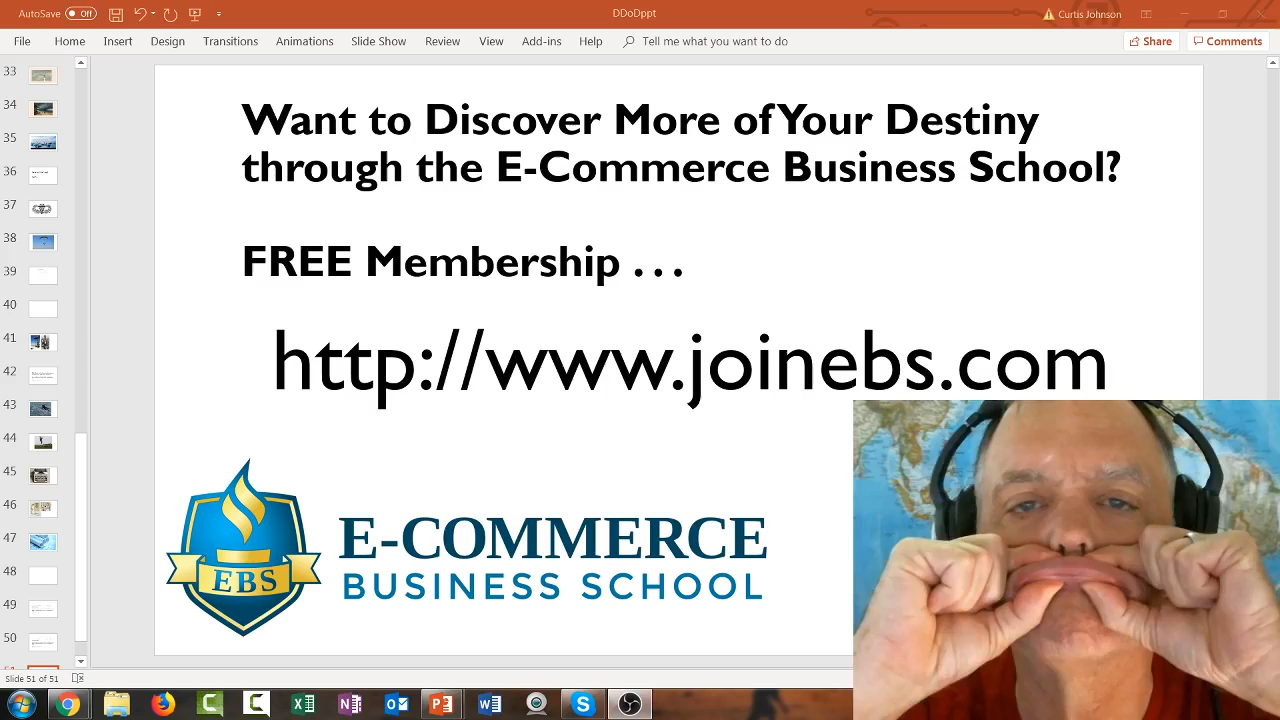 AutoSave Off
DDoDppt
Curtis Johnson
File Home Insert Design Transitions Animations Slide Show Review View Add-ins Help Tell me what you want to do Share Comments
33
34
35
36
37
38
39
40
41
42
43
44
45
46
47
48
49
50
Want to Discover More of Your Destiny
through the E-Commerce Business School?
FREE Membership . . .
http://www.joinebs.com
EBS
E-COMMERCE
BUSINESS SCHOOL
Slide 51 of 51